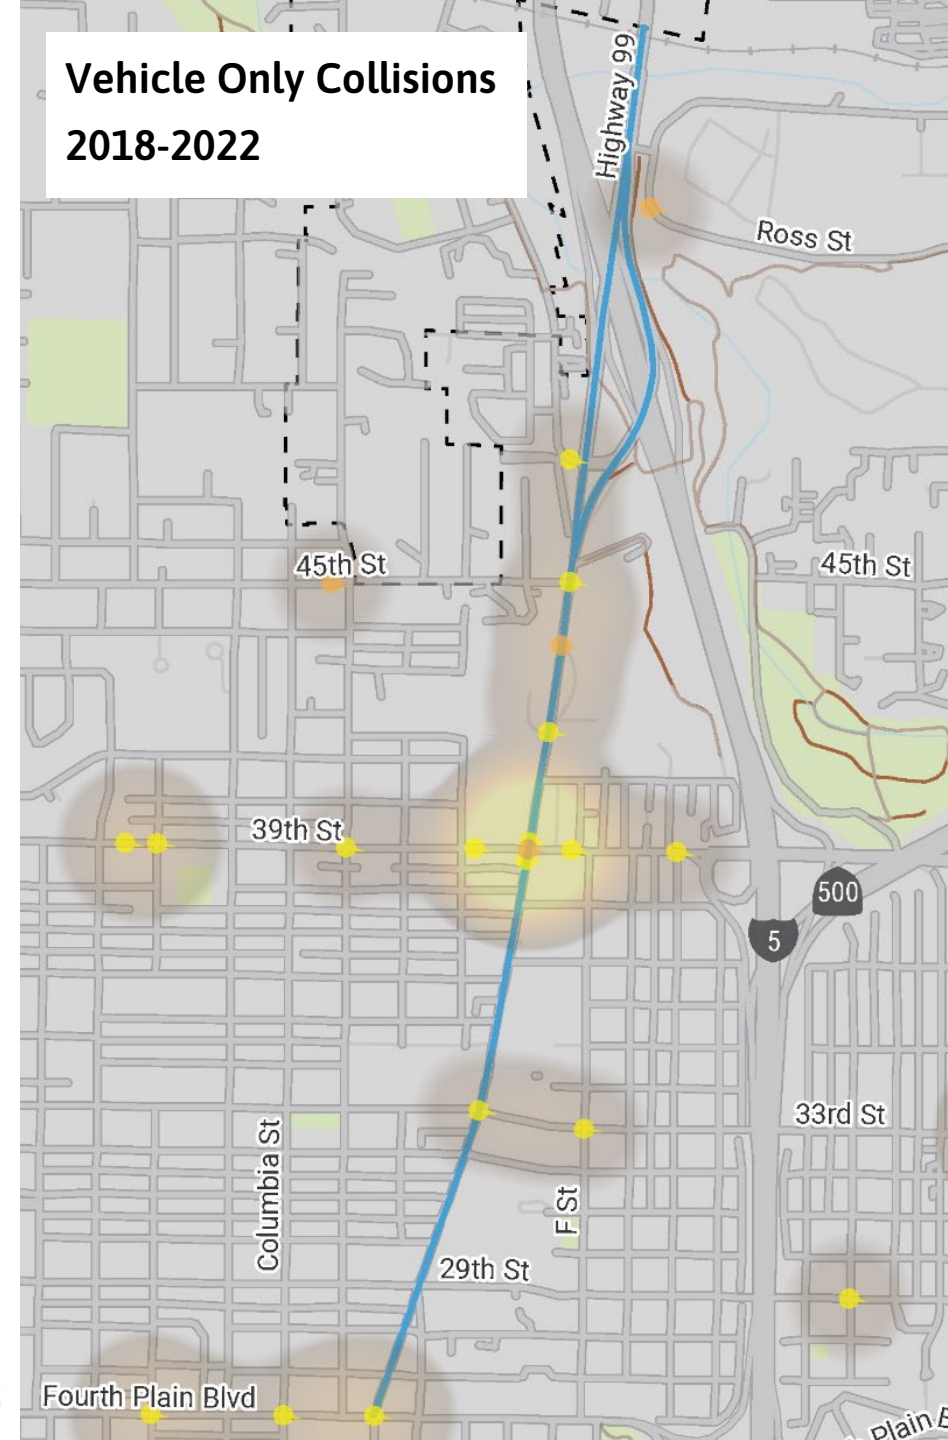 Vehicle Only Collisions
2018-2022
Highway 99
Ross St
45th St
45th St
39th St
500
5
33rd St
Columbia St
F St
29th St
Fourth Plain Blvd
Plain B